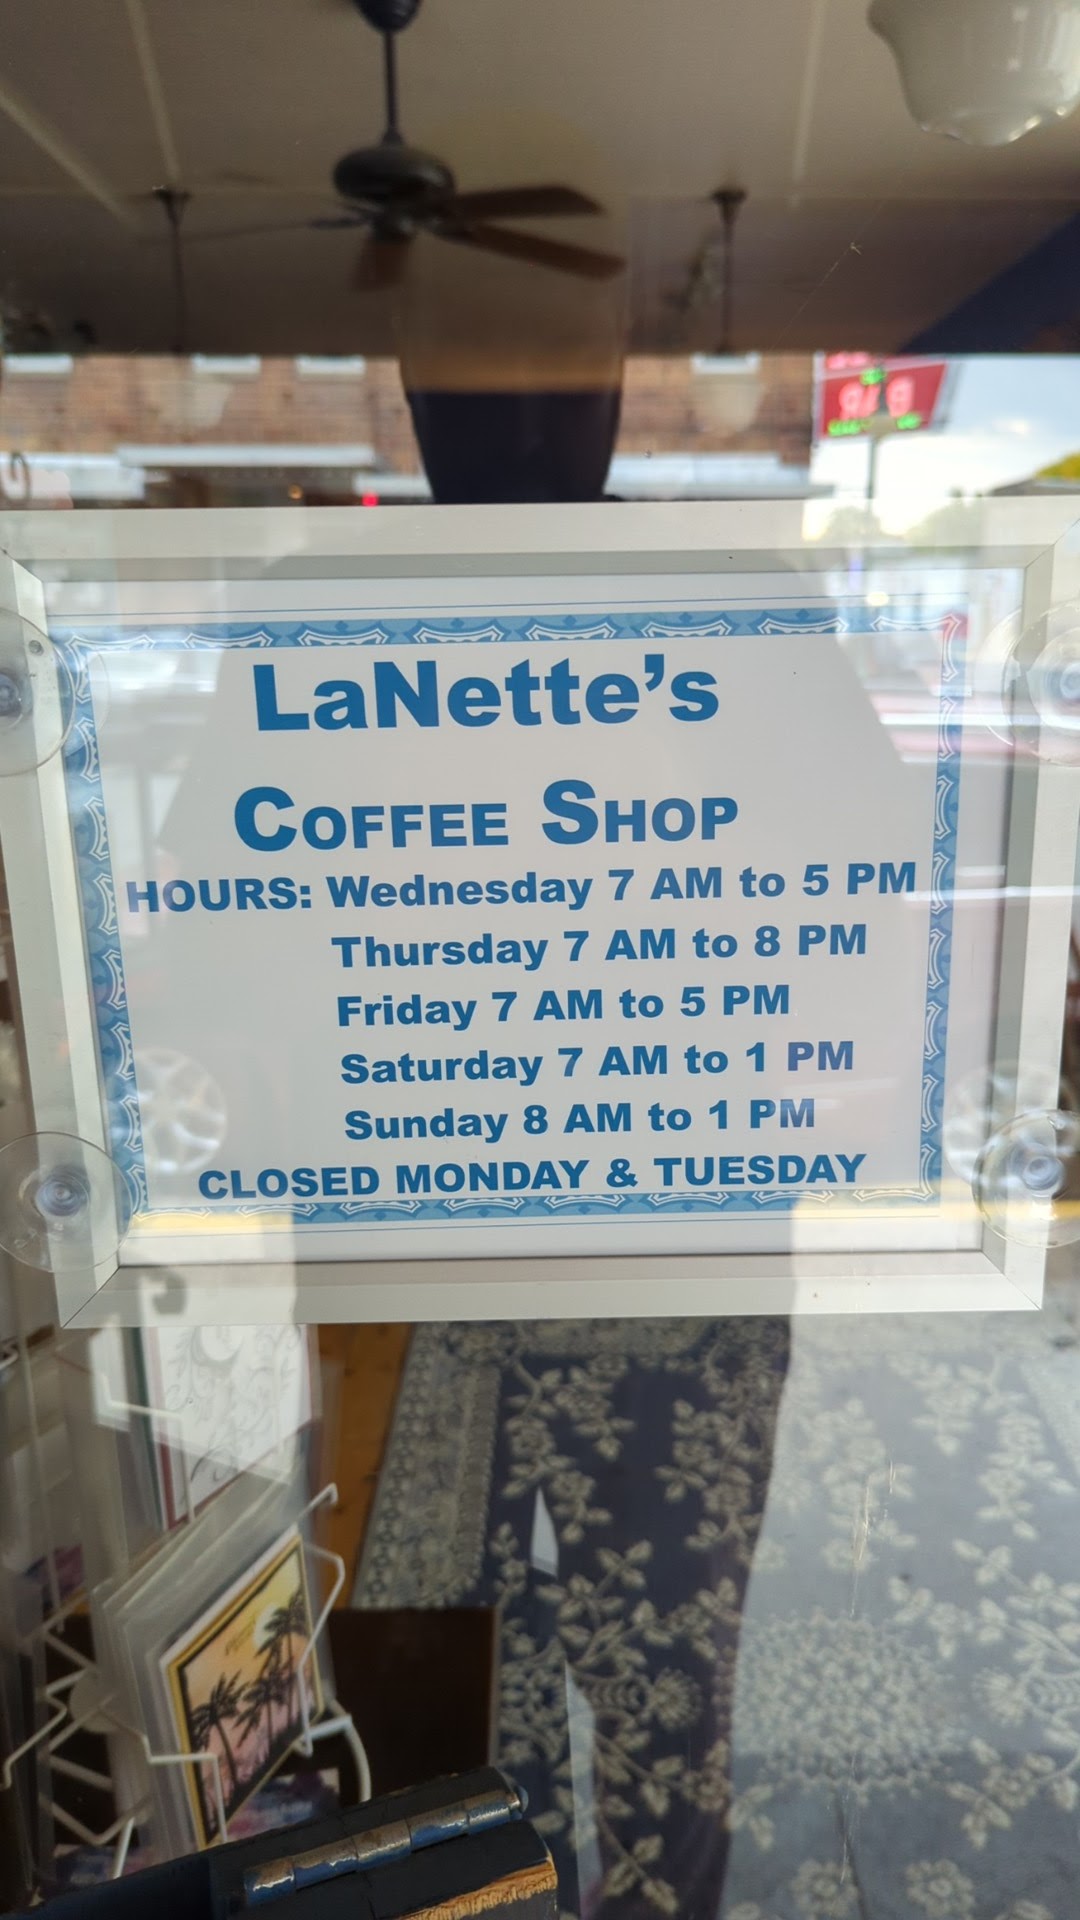 LaNette's
Coffee Shop
HOURS: Wednesday 7 AM to 5 PM
Thursday 7 AM to 8 PM
Friday 7 AM to 5 PM
Saturday 7 AM to 1 PM
Sunday 8 AM to 1 PM
CLOSED MONDAY & TUESDAY